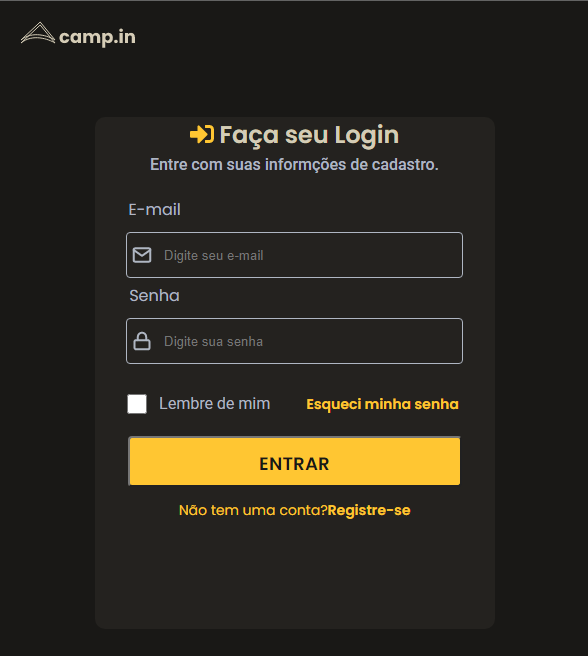 camp.in
Faça seu Login
Entre com suas informções de cadastro.
E-mail
Digite seu e-mail
Senha
Digite sua senha
Lembre de mim Esqueci minha senha
ENTRAR
Não tem uma conta?Registre-se